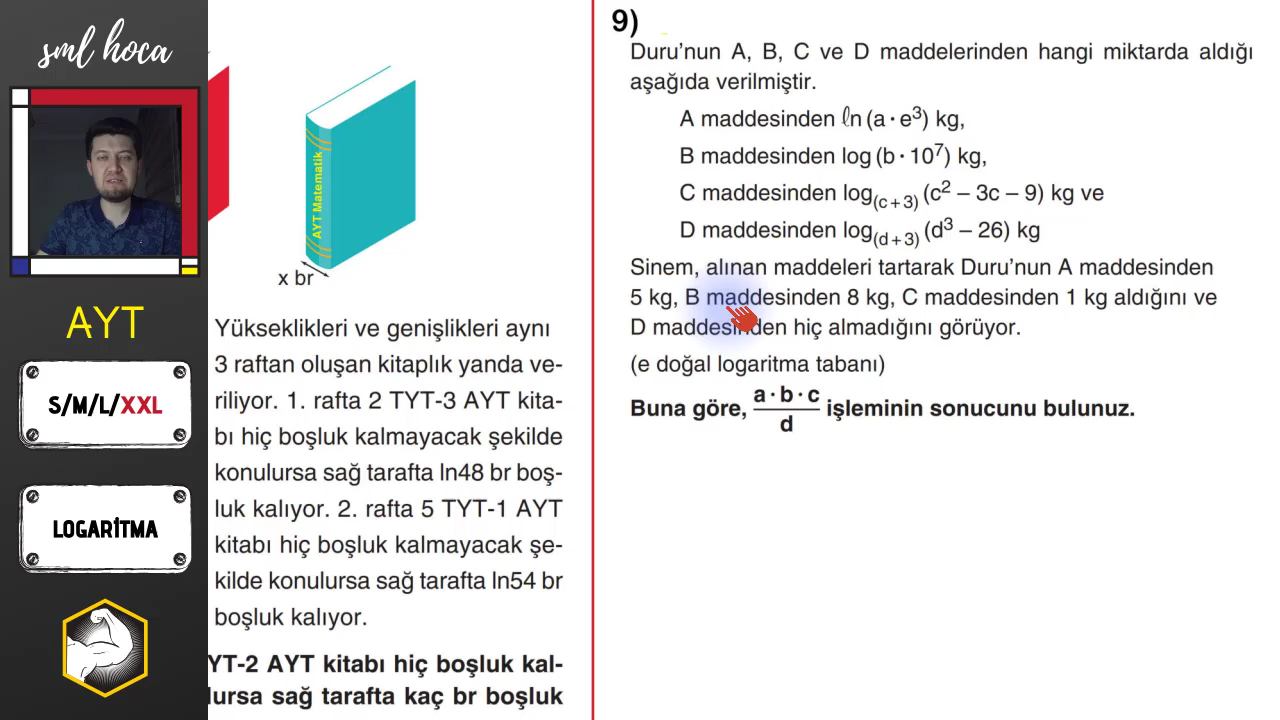 sml hoca
AYT
S/M/L/XXL
LOGARİTMA
AYT Matematik
x br
Yükseklikleri ve genişlikleri aynı
3 raftan oluşan kitaplık yanda ve-
riliyor. 1. rafta 2 TYT-3 AYT kita-
bı hiç boşluk kalmayacak şekilde
konulursa sağ tarafta ln48 br boş-
luk kalıyor. 2. rafta 5 TYT-1 AYT
kitabı hiç boşluk kalmayacak şe-
kilde konulursa sağ tarafta ln54 br
boşluk kalıyor.
YT-2 AYT kitabı hiç boşluk kal-
lursa sağ tarafta kaç br boşluk
9)
Duru’nun A, B, C ve D maddelerinden hangi miktarda aldığı
aşağıda verilmiştir.
A maddesinden ℓn (a · e³) kg,
B maddesinden log (b · 10⁷) kg,
C maddesinden log₍c + 3₎ (c² – 3c – 9) kg ve
D maddesinden log₍d + 3₎ (d³ – 26) kg
Sinem, alınan maddeleri tartarak Duru’nun A maddesinden
5 kg, B maddesinden 8 kg, C maddesinden 1 kg aldığını ve
D maddesinden hiç almadığını görüyor.
(e doğal logaritma tabanı)
Buna göre, a · b · c / d işleminin sonucunu bulunuz.